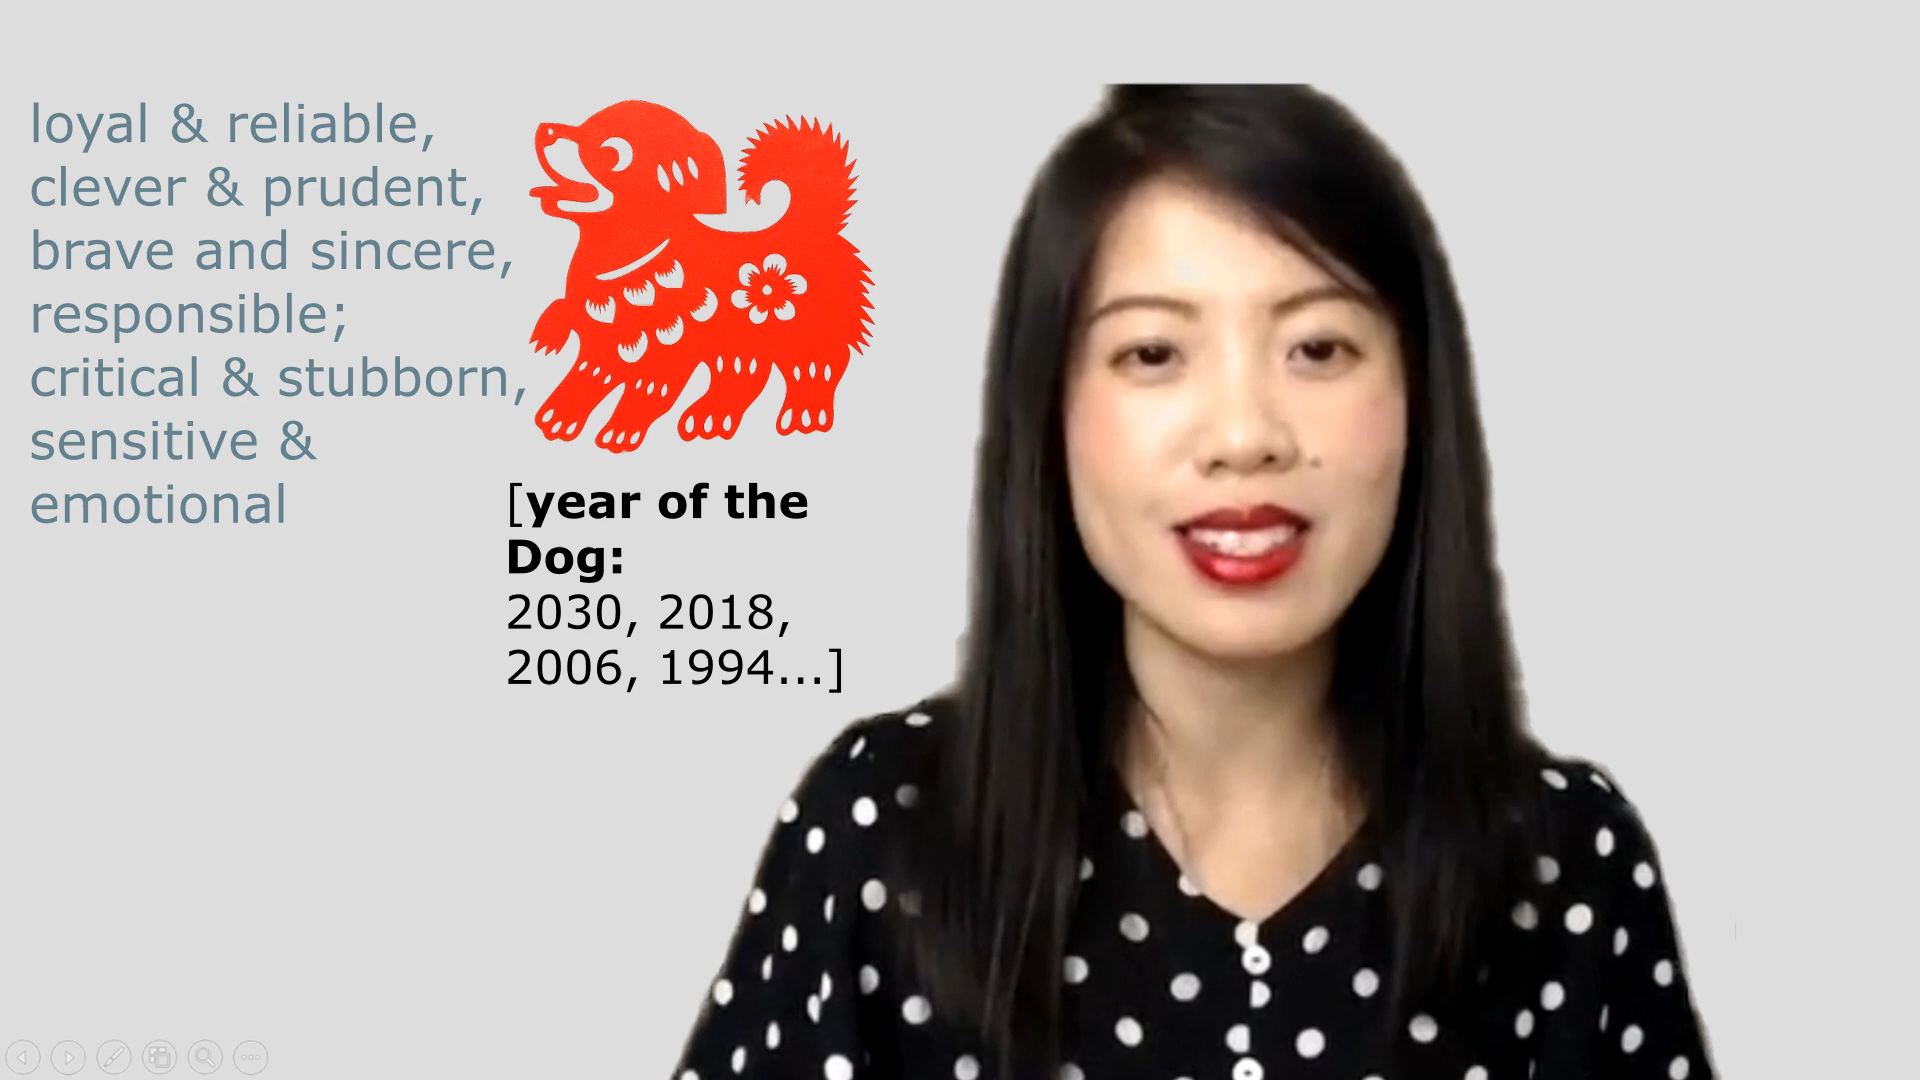 loyal & reliable,
clever & prudent,
brave and sincere,
responsible;
critical & stubborn,
sensitive &
emotional
[year of the
Dog:
2030, 2018,
2006, 1994...]